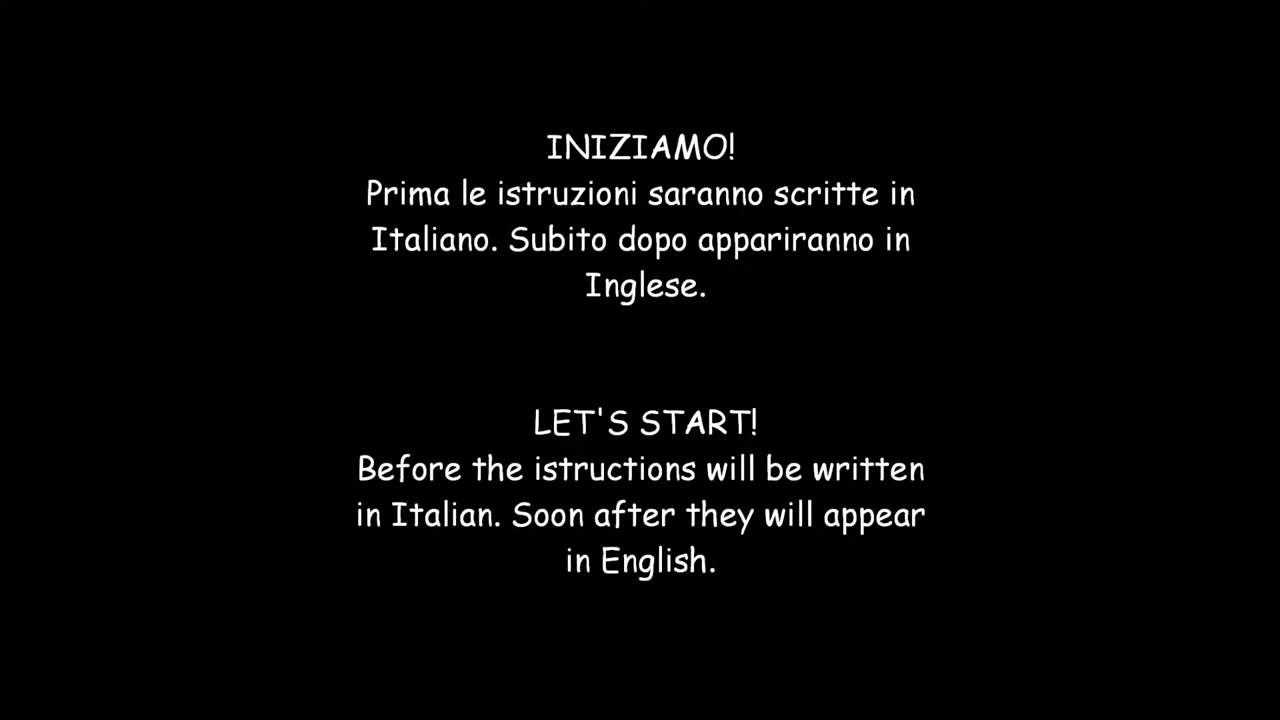 INIZIAMO!
Prima le istruzioni saranno scritte in
Italiano. Subito dopo appariranno in
Inglese.
LET'S START!
Before the istructions will be written
in Italian. Soon after they will appear
in English.